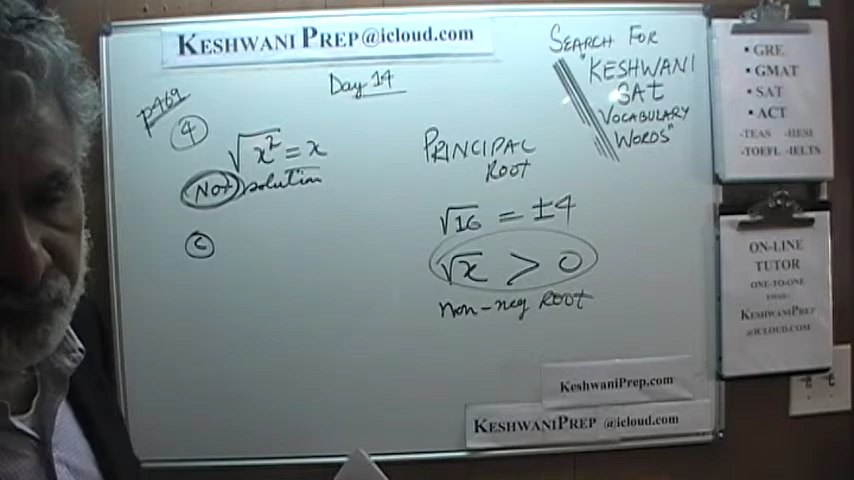 KESHWANI PREP@icloud.com
Day 14
p469
④
√x² = x
Not solution
Ⓒ
PRINCIPAL
ROOT
√16 = ±4
√x > 0
non-neg ROOT
SEARCH FOR
"KESHWANI
SAT
VOCABULARY
WORDS"
• GRE
• GMAT
• SAT
• ACT
-TEAS -HESI
-TOEFL -IELTS
ON-LINE
TUTOR
ONE-TO-ONE
KESHWANIPREP
@ICLOUD.COM
KeshwaniPrep.com
KESHWANIPREP @icloud.com